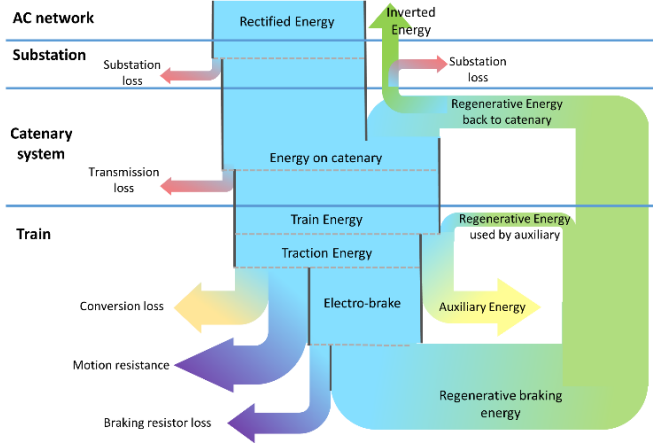 AC network
Rectified Energy
Inverted
Energy
Substation
Substation
loss
Substation
loss
Regenerative Energy
back to catenary
Catenary
system
Energy on catenary
Transmission
loss
Train
Train Energy
Regenerative Energy
used by auxiliary
Traction Energy
Conversion loss
Electro-brake
Auxiliary Energy
Motion resistance
Regenerative braking
energy
Braking resistor loss